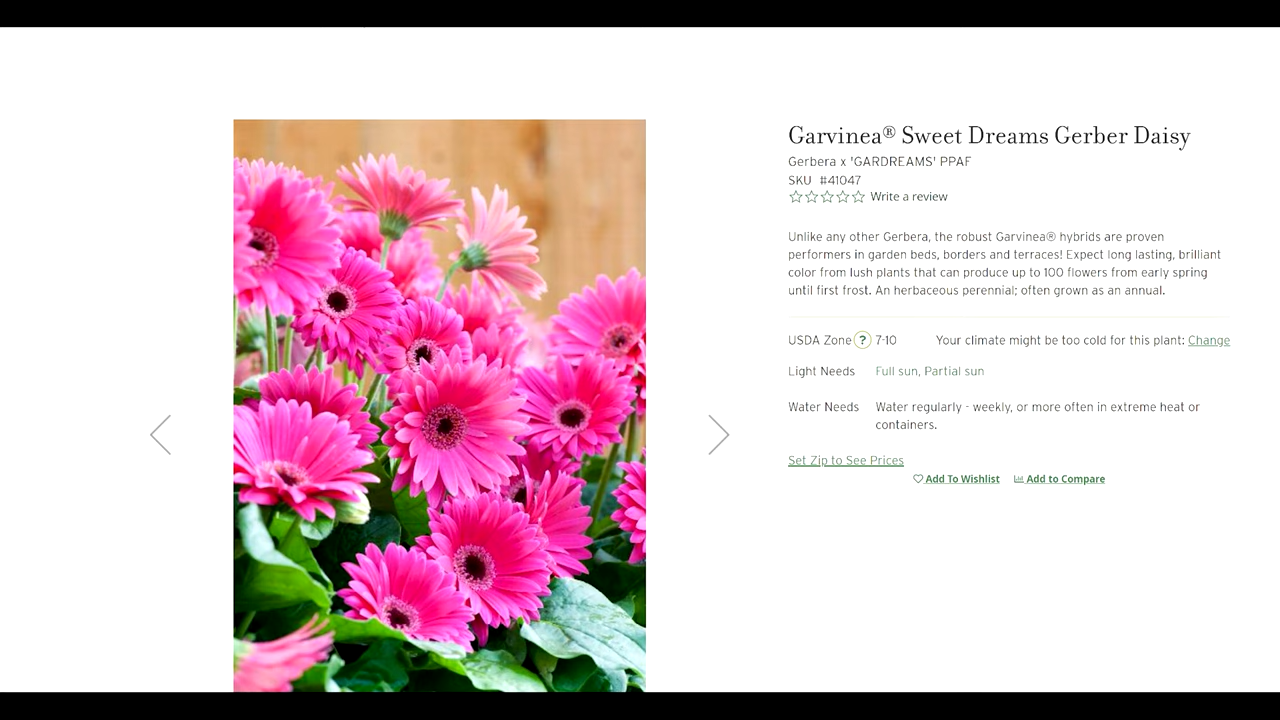 Garvinea® Sweet Dreams Gerber Daisy
Gerbera x 'GARDREAMS' PPAF
SKU #41047
Write a review
Unlike any other Gerbera, the robust Garvinea® hybrids are proven
performers in garden beds, borders and terraces! Expect long lasting, brilliant
color from lush plants that can produce up to 100 flowers from early spring
until first frost. An herbaceous perennial; often grown as an annual.
USDA Zone ? 7-10 Your climate might be too cold for this plant: Change
Light Needs Full sun, Partial sun
Water Needs Water regularly - weekly, or more often in extreme heat or
containers.
Set Zip to See Prices
Add To Wishlist Add to Compare